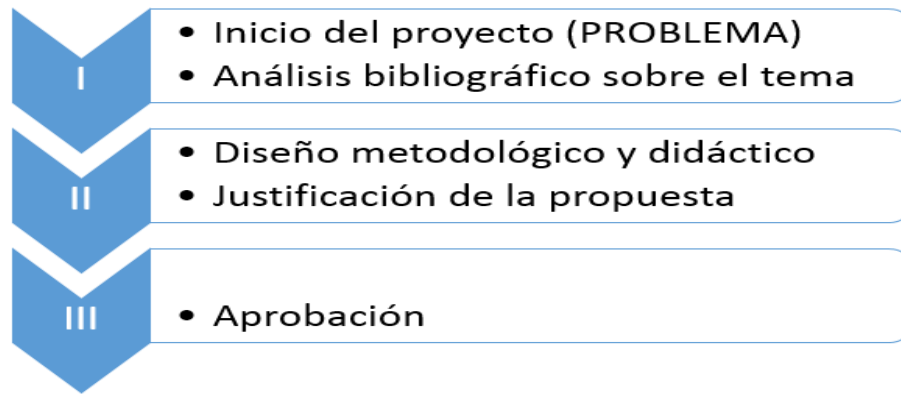 I
• Inicio del proyecto (PROBLEMA)
• Análisis bibliográfico sobre el tema
II
• Diseño metodológico y didáctico
• Justificación de la propuesta
III
• Aprobación